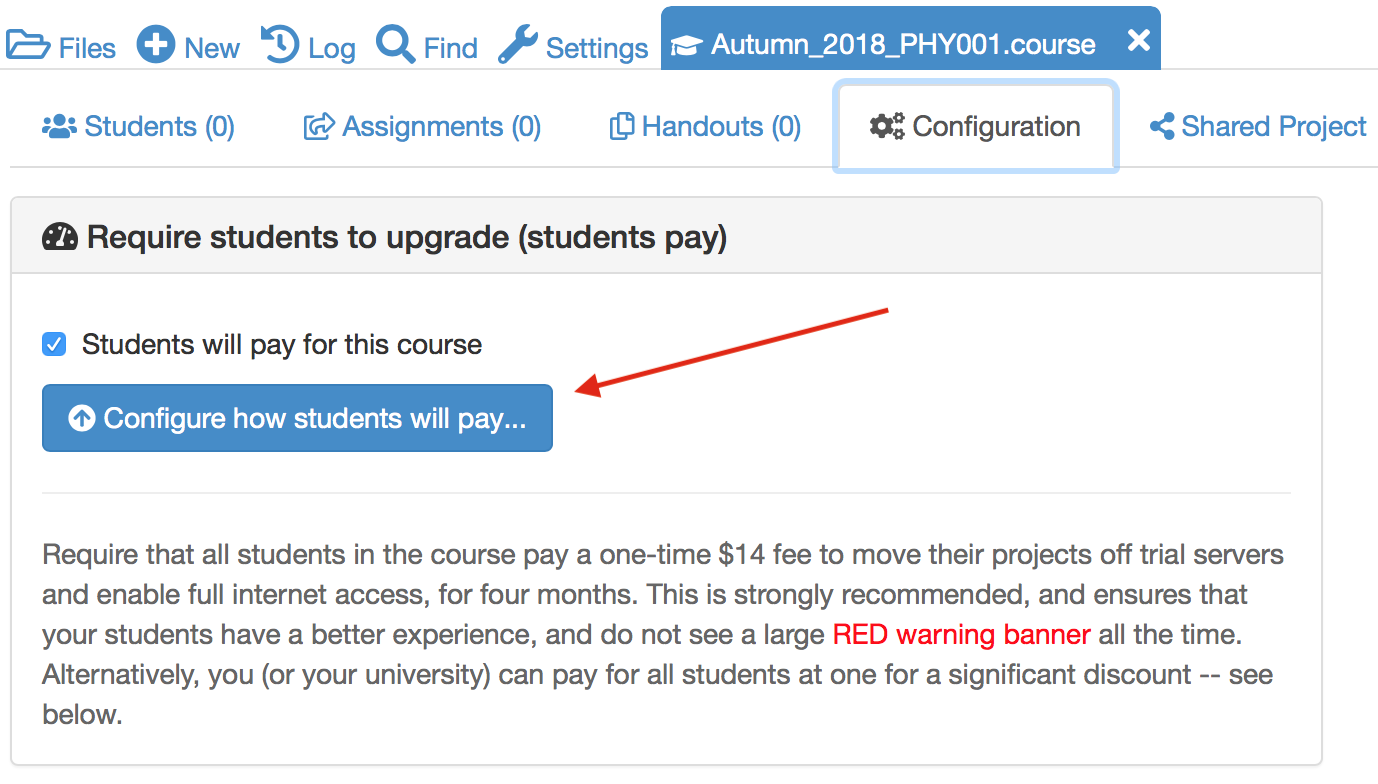 Files New Log Find Settings Autumn_2018_PHY001.course
Students (0) Assignments (0) Handouts (0) Configuration Shared Project
Require students to upgrade (students pay)
Students will pay for this course
Configure how students will pay...
Require that all students in the course pay a one-time $14 fee to move their projects off trial servers
and enable full internet access, for four months. This is strongly recommended, and ensures that
your students have a better experience, and do not see a large RED warning banner all the time.
Alternatively, you (or your university) can pay for all students at one for a significant discount -- see
below.